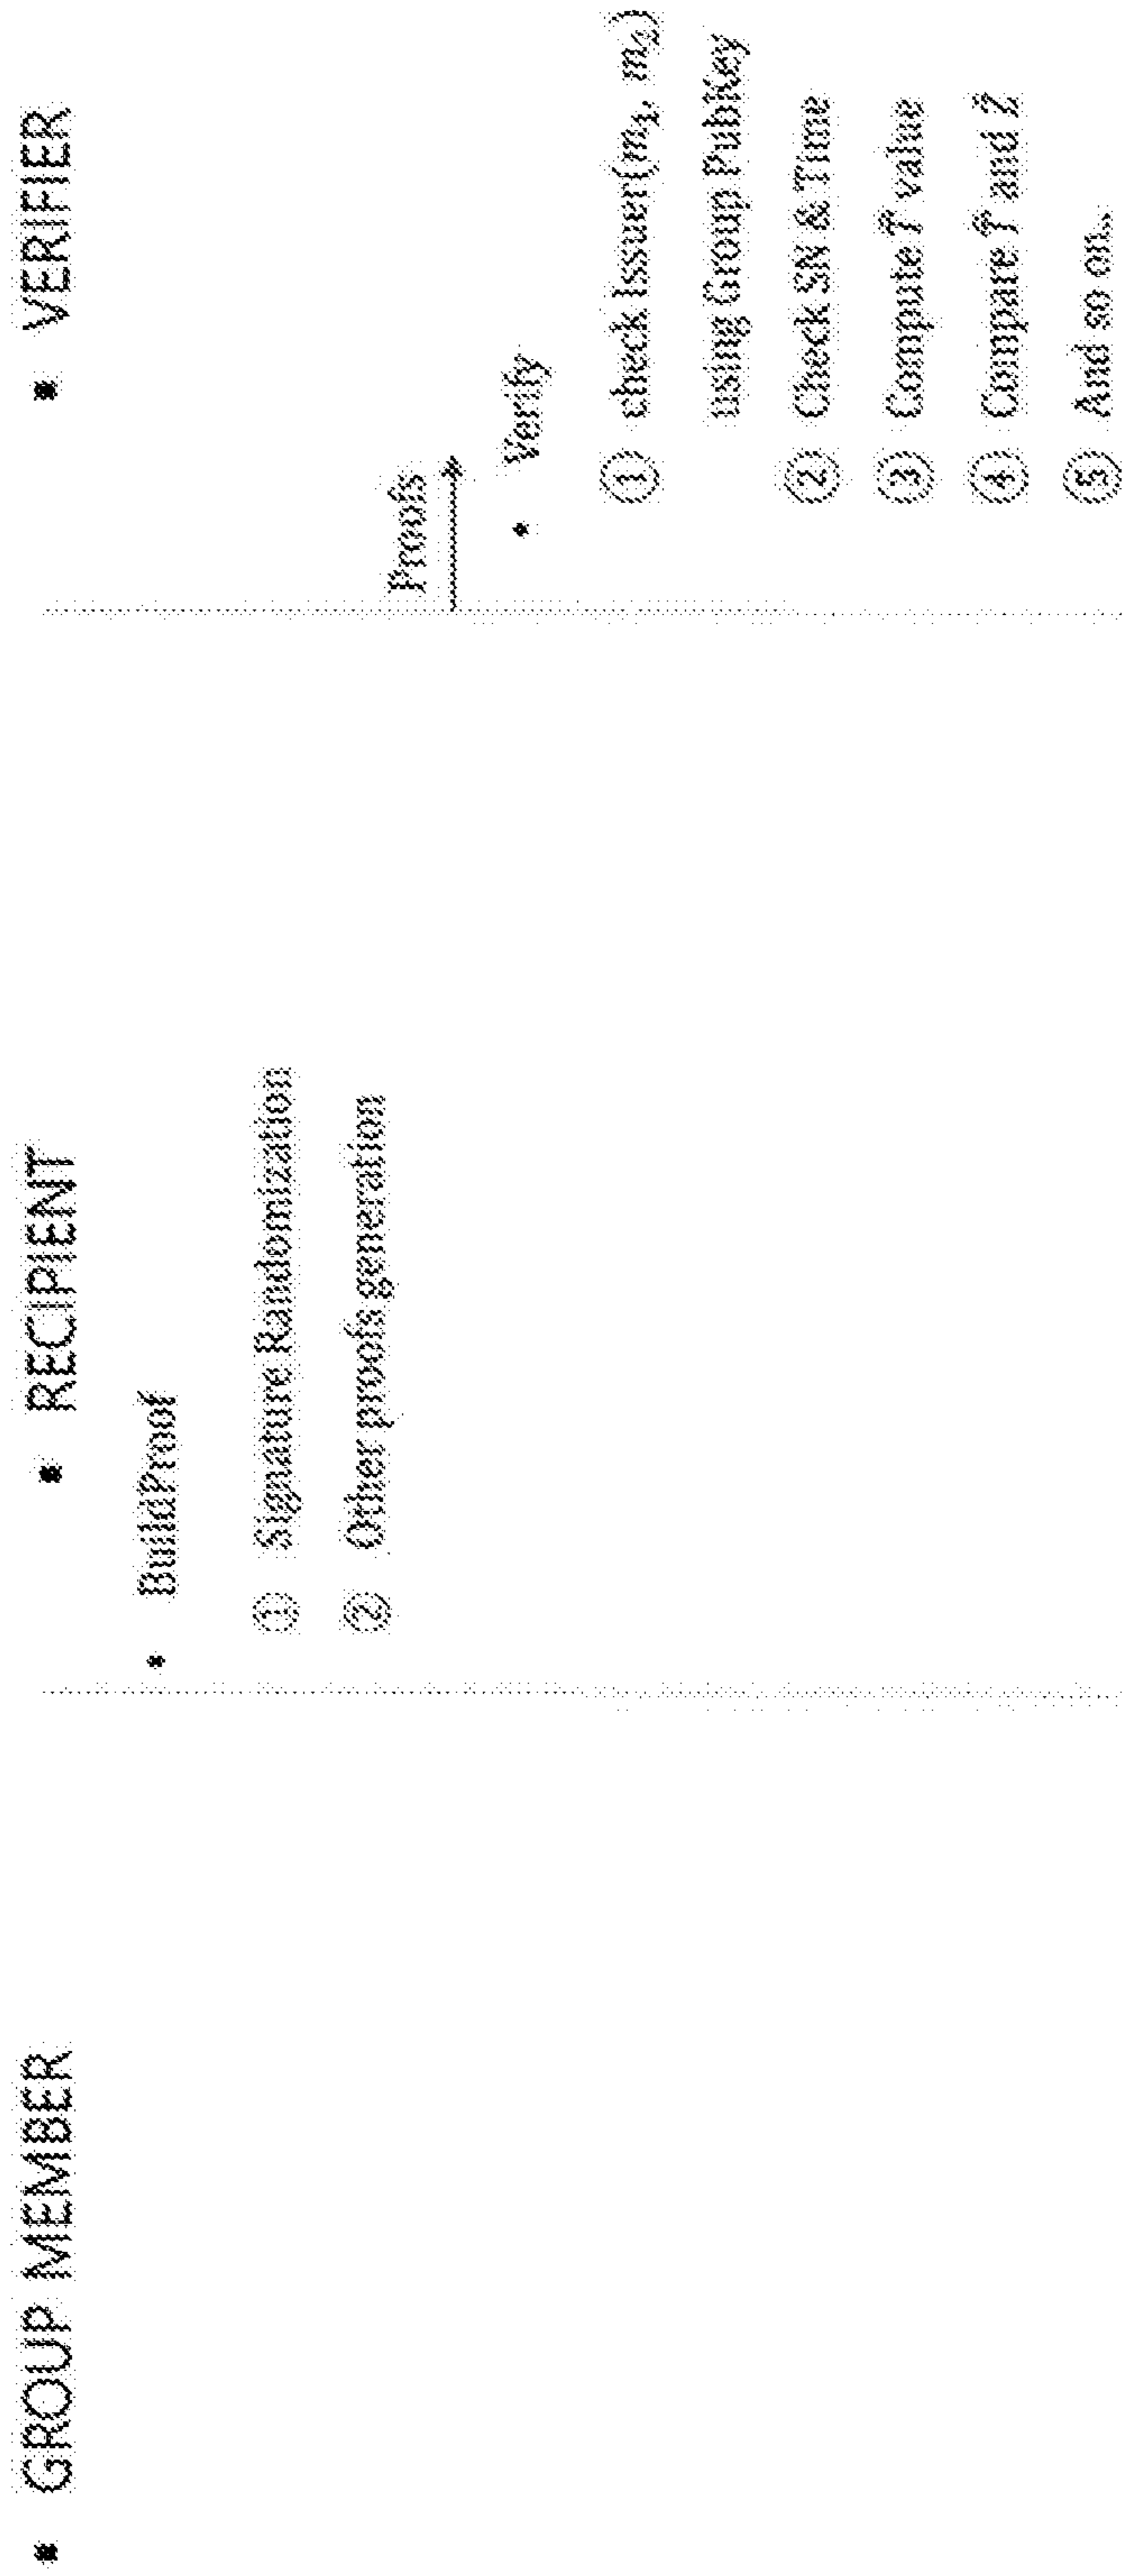 • GROUP MEMBER
• RECIPIENT
• BuildProof
① Signature Randomization
② Other proofs generation
• VERIFIER
Proofs
• Verify
① check Issuer(m₁, m₂)
using Group PubKey
② Check SN & Time
③ Compute T̂ value
④ Compare T̂ and Ẑ
⑤ And so on..